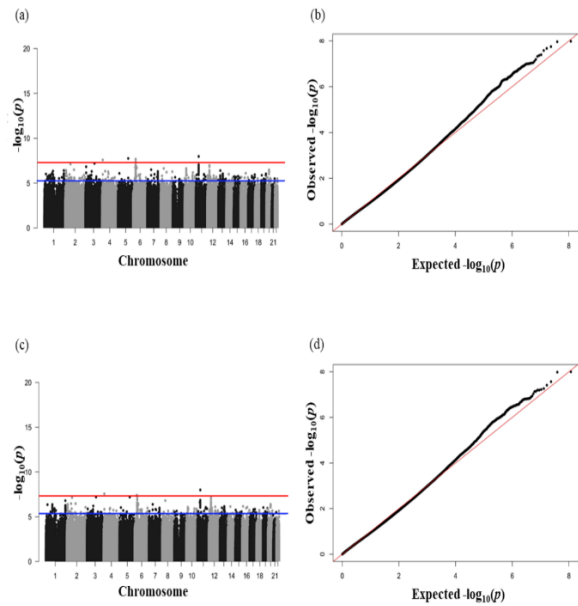 (a)
(b)
20
15
10
5
0
-log₁₀(p)
1 2 3 4 5 6 7 8 9 10 12 14 16 18 21
Chromosome
8
6
4
2
0
Observed -log₁₀(p)
0 2 4 6 8
Expected -log₁₀(p)
(c)
(d)
20
15
10
5
0
-log₁₀(p)
1 2 3 4 5 6 7 8 9 10 12 14 16 18 21
Chromosome
8
6
4
2
0
Observed -log₁₀(p)
0 2 4 6 8
Expected -log₁₀(p)